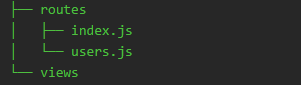 ├── routes
│   ├── index.js
│   └── users.js
└── views